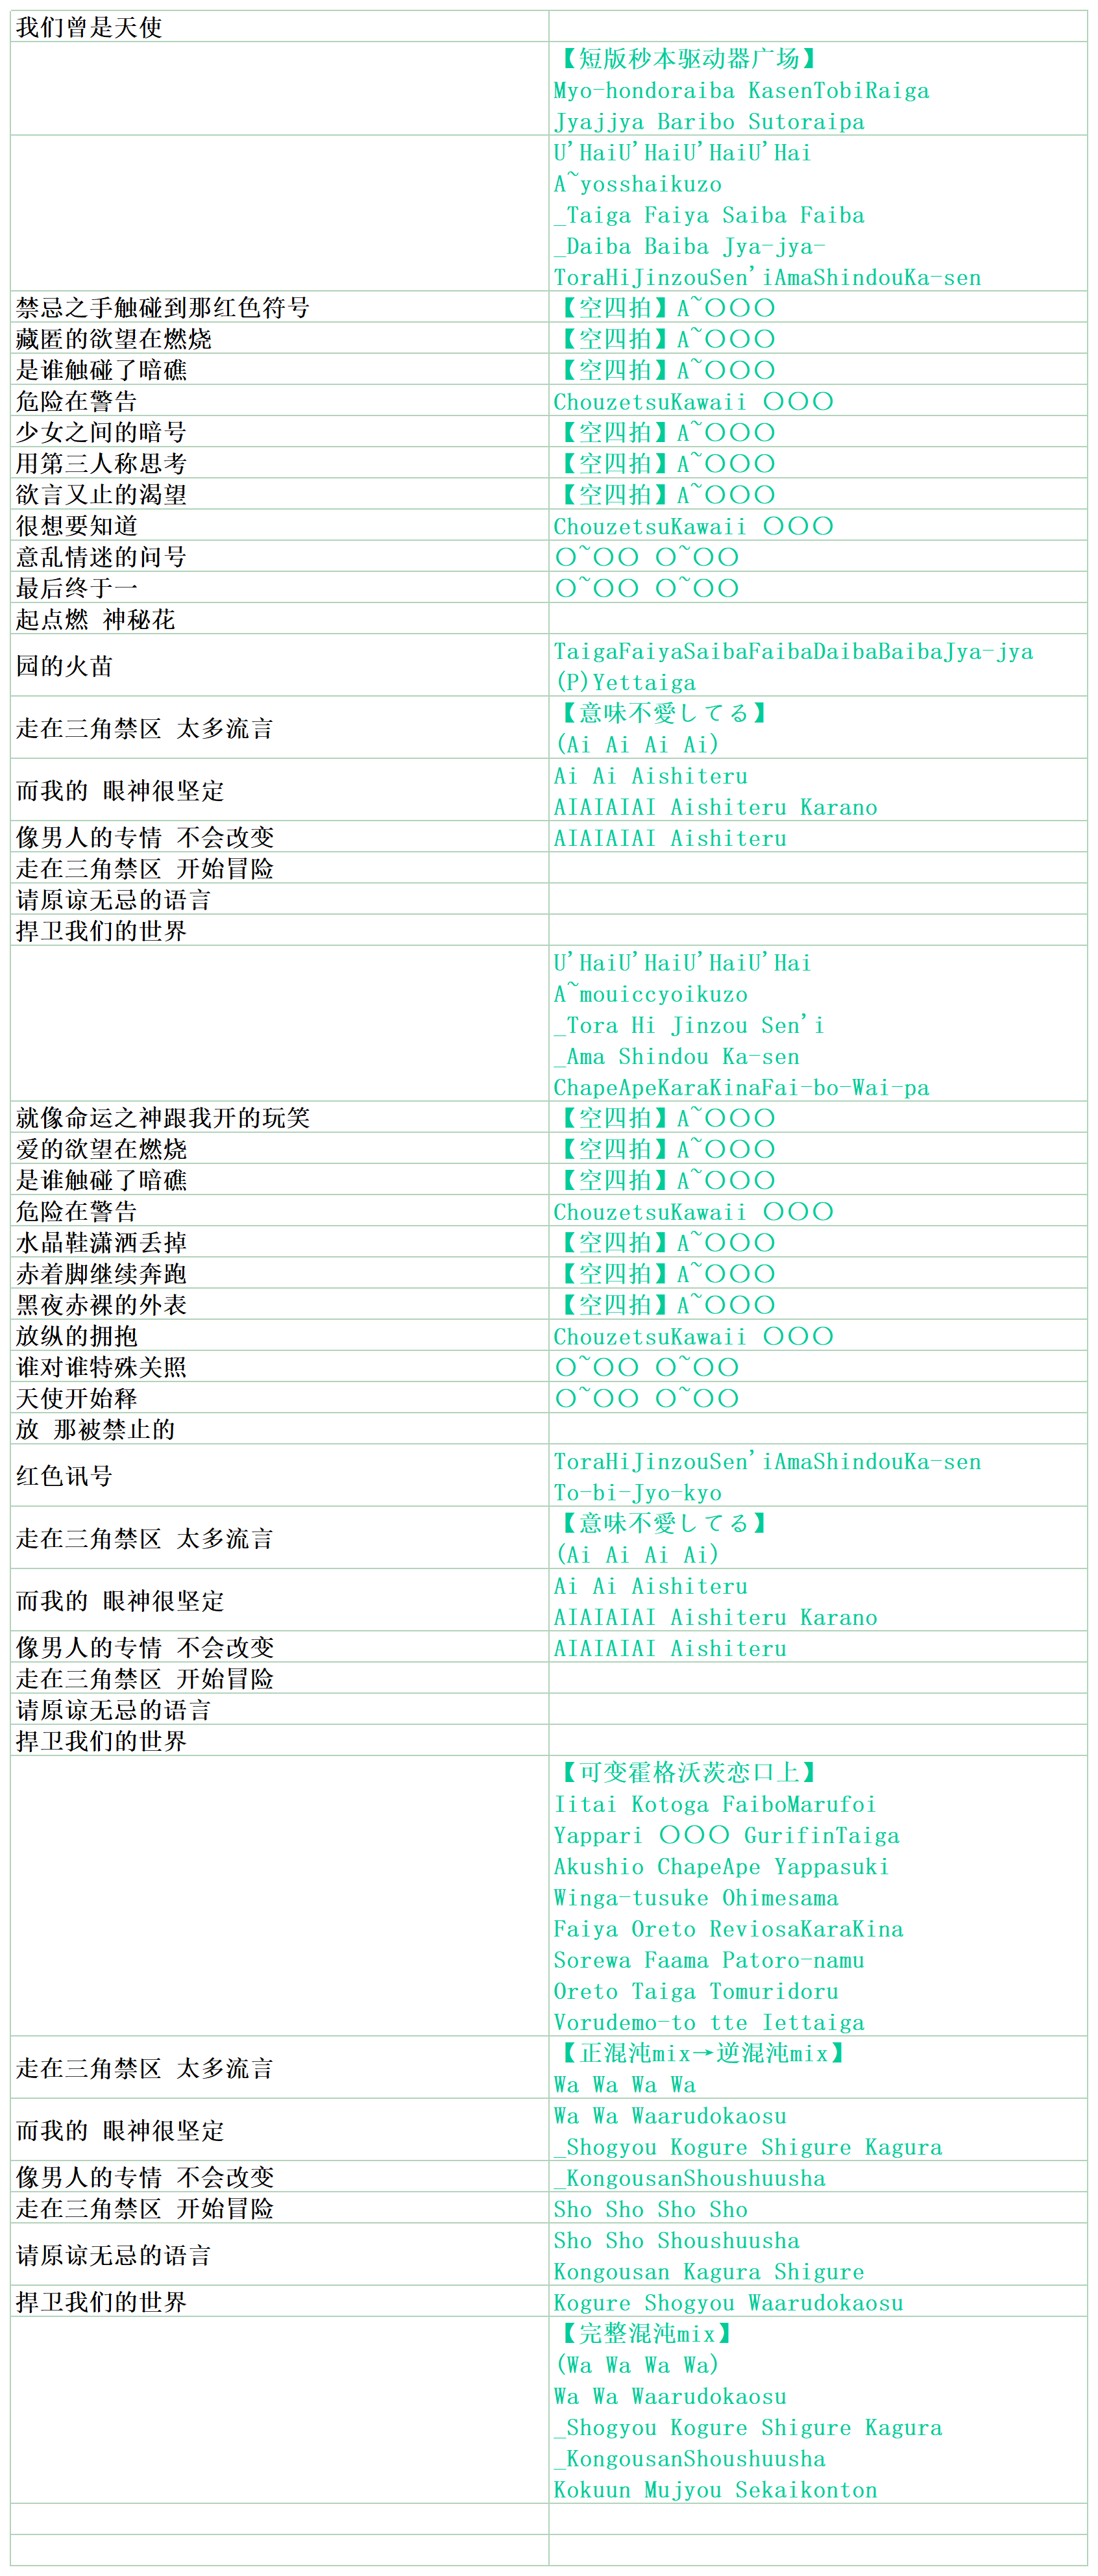 我们曾是天使
【短版秒本驱动器广场】
Myo-hondoraiba KasenTobiRaiga
Jyajjya Baribo Sutoraipa
U'HaiU'HaiU'HaiU'Hai
A~yosshaikuzo
_Taiga Faiya Saiba Faiba
_Daiba Baiba Jya-jya-
ToraHiJinzouSen'iAmaShindouKa-sen
禁忌之手触碰到那红色符号 【空四拍】A~〇〇〇
藏匿的欲望在燃烧 【空四拍】A~〇〇〇
是谁触碰了暗礁 【空四拍】A~〇〇〇
危险在警告 ChouzetsuKawaii 〇〇〇
少女之间的暗号 【空四拍】A~〇〇〇
用第三人称思考 【空四拍】A~〇〇〇
欲言又止的渴望 【空四拍】A~〇〇〇
很想要知道 ChouzetsuKawaii 〇〇〇
意乱情迷的问号 〇~〇〇 〇~〇〇
最后终于一 〇~〇〇 〇~〇〇
起点燃 神秘花
园的火苗
TaigaFaiyaSaibaFaibaDaibaBaibaJya-jya
(P)Yettaiga
走在三角禁区 太多流言
【意味不愛してる】
(Ai Ai Ai Ai)
而我的 眼神很坚定
Ai Ai Aishiteru
AIAIAIAI Aishiteru Karano
像男人的专情 不会改变 AIAIAIAI Aishiteru
走在三角禁区 开始冒险
请原谅无忌的语言
捍卫我们的世界
U'HaiU'HaiU'HaiU'Hai
A~mouiccyoikuzo
_Tora Hi Jinzou Sen'i
_Ama Shindou Ka-sen
ChapeApeKaraKinaFai-bo-Wai-pa
就像命运之神跟我开的玩笑 【空四拍】A~〇〇〇
爱的欲望在燃烧 【空四拍】A~〇〇〇
是谁触碰了暗礁 【空四拍】A~〇〇〇
危险在警告 ChouzetsuKawaii 〇〇〇
水晶鞋潇洒丢掉 【空四拍】A~〇〇〇
赤着脚继续奔跑 【空四拍】A~〇〇〇
黑夜赤裸的外表 【空四拍】A~〇〇〇
放纵的拥抱 ChouzetsuKawaii 〇〇〇
谁对谁特殊关照 〇~〇〇 〇~〇〇
天使开始释 〇~〇〇 〇~〇〇
放 那被禁止的
红色讯号
ToraHiJinzouSen'iAmaShindouKa-sen
To-bi-Jyo-kyo
走在三角禁区 太多流言
【意味不愛してる】
(Ai Ai Ai Ai)
而我的 眼神很坚定
Ai Ai Aishiteru
AIAIAIAI Aishiteru Karano
像男人的专情 不会改变 AIAIAIAI Aishiteru
走在三角禁区 开始冒险
请原谅无忌的语言
捍卫我们的世界
【可变霍格沃茨恋口上】
Iitai Kotoga FaiboMarufoi
Yappari 〇〇〇 GurifinTaiga
Akushio ChapeApe Yappasuki
Winga-tusuke Ohimesama
Faiya Oreto ReviosaKaraKina
Sorewa Faama Patoro-namu
Oreto Taiga Tomuridoru
Vorudemo-to tte Iettaiga
走在三角禁区 太多流言
【正混沌mix→逆混沌mix】
Wa Wa Wa Wa
而我的 眼神很坚定
Wa Wa Waarudokaosu
_Shogyou Kogure Shigure Kagura
像男人的专情 不会改变 _KongousanShoushuusha
走在三角禁区 开始冒险 Sho Sho Sho Sho
请原谅无忌的语言
Sho Sho Shoushuusha
Kongousan Kagura Shigure
捍卫我们的世界 Kogure Shogyou Waarudokaosu
【完整混沌mix】
(Wa Wa Wa Wa)
Wa Wa Waarudokaosu
_Shogyou Kogure Shigure Kagura
_KongousanShoushuusha
Kokuun Mujyou Sekaikonton